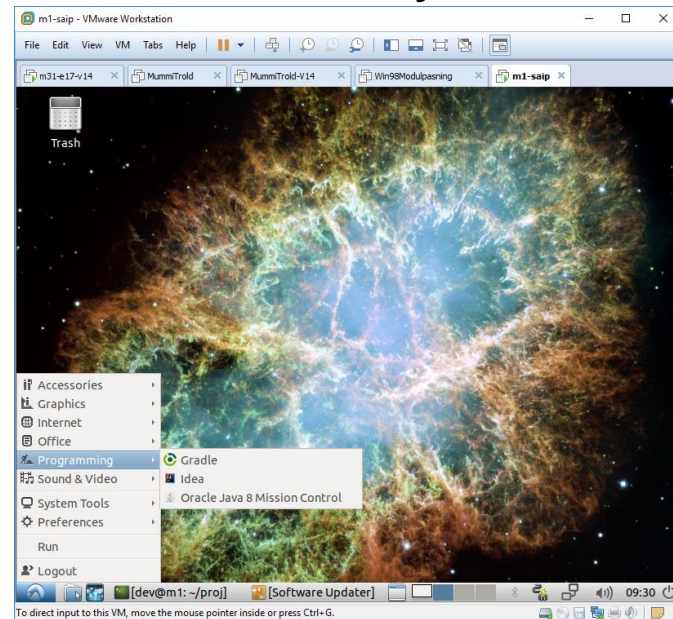 m1-saip - VMware Workstation
File Edit View VM Tabs Help
m31-e17-v14 MummiTrold MummiTrold-V14 Win98Modulpasning m1-saip
Trash
Accessories
Graphics
Internet
Office
Programming
Gradle
Sound & Video
Idea
Oracle Java 8 Mission Control
System Tools
Preferences
Run
Logout
[dev@m1: ~/proj] [Software Updater] 09:30
To direct input to this VM, move the mouse pointer inside or press Ctrl+G.